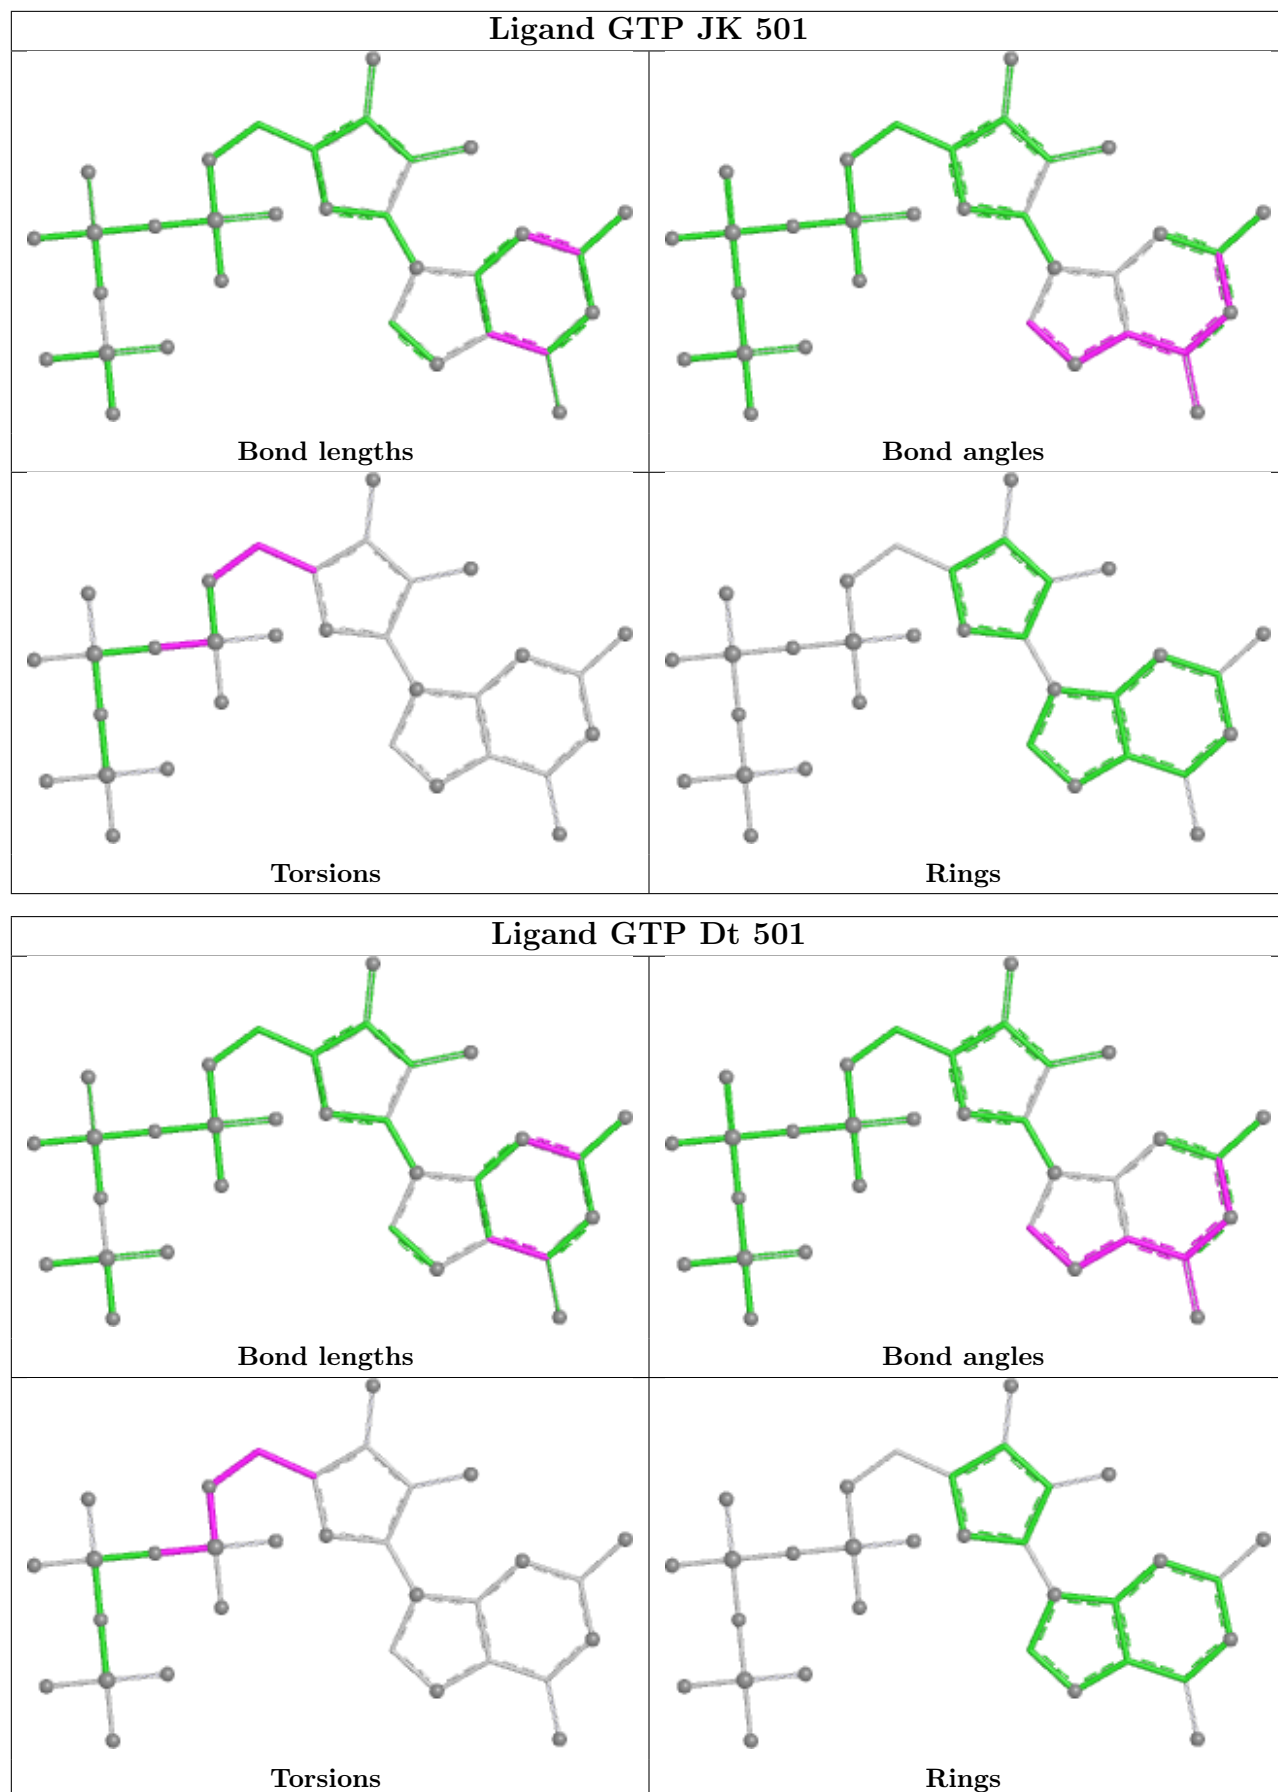 Ligand GTP JK 501
Bond lengths
Bond angles
Torsions
Rings
Ligand GTP Dt 501
Bond lengths
Bond angles
Torsions
Rings